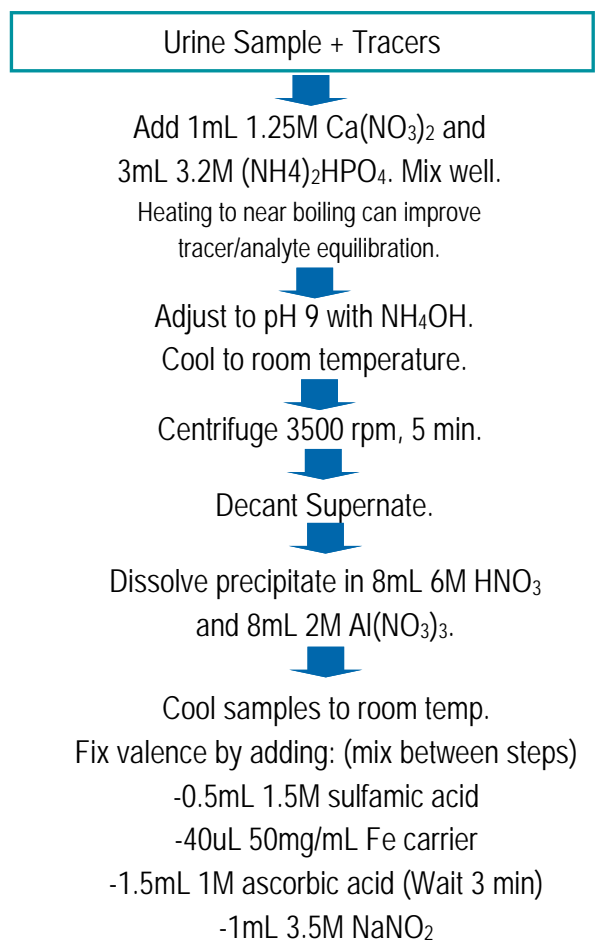 Urine Sample + Tracers
Add 1mL 1.25M Ca(NO₃)₂ and
3mL 3.2M (NH4)₂HPO₄. Mix well.
Heating to near boiling can improve
tracer/analyte equilibration.
Adjust to pH 9 with NH₄OH.
Cool to room temperature.
Centrifuge 3500 rpm, 5 min.
Decant Supernate.
Dissolve precipitate in 8mL 6M HNO₃
and 8mL 2M Al(NO₃)₃.
Cool samples to room temp.
Fix valence by adding: (mix between steps)
-0.5mL 1.5M sulfamic acid
-40uL 50mg/mL Fe carrier
-1.5mL 1M ascorbic acid (Wait 3 min)
-1mL 3.5M NaNO₂